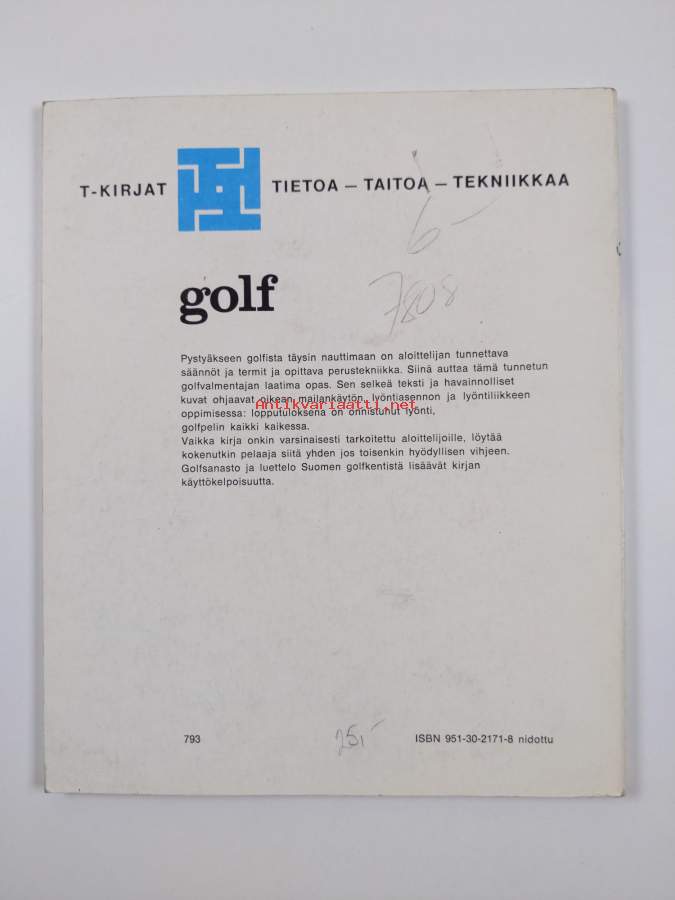 T-KIRJAT TIETOA – TAITOA – TEKNIIKKAA
6-
7808
golf
Pystyäkseen golfista täysin nauttimaan on aloittelijan tunnettava
säännöt ja termit ja opittava perustekniikka. Siinä auttaa tämä tunnetun
golfvalmentajan laatima opas. Sen selkeä teksti ja havainnolliset
kuvat ohjaavat oikean mailankäytön, lyöntiasennon ja lyöntiliikkeen
Antikvariaatti.net
oppimisessa: lopputuloksena on onnistunut lyönti,
golfpelin kaikki kaikessa.
Vaikka kirja onkin varsinaisesti tarkoitettu aloittelijoille, löytää
kokenutkin pelaaja siitä yhden jos toisenkin hyödyllisen vihjeen.
Golfsanasto ja luettelo Suomen golfkentistä lisäävät kirjan
käyttökelpoisuutta.
793 25,- ISBN 951-30-2171-8 nidottu